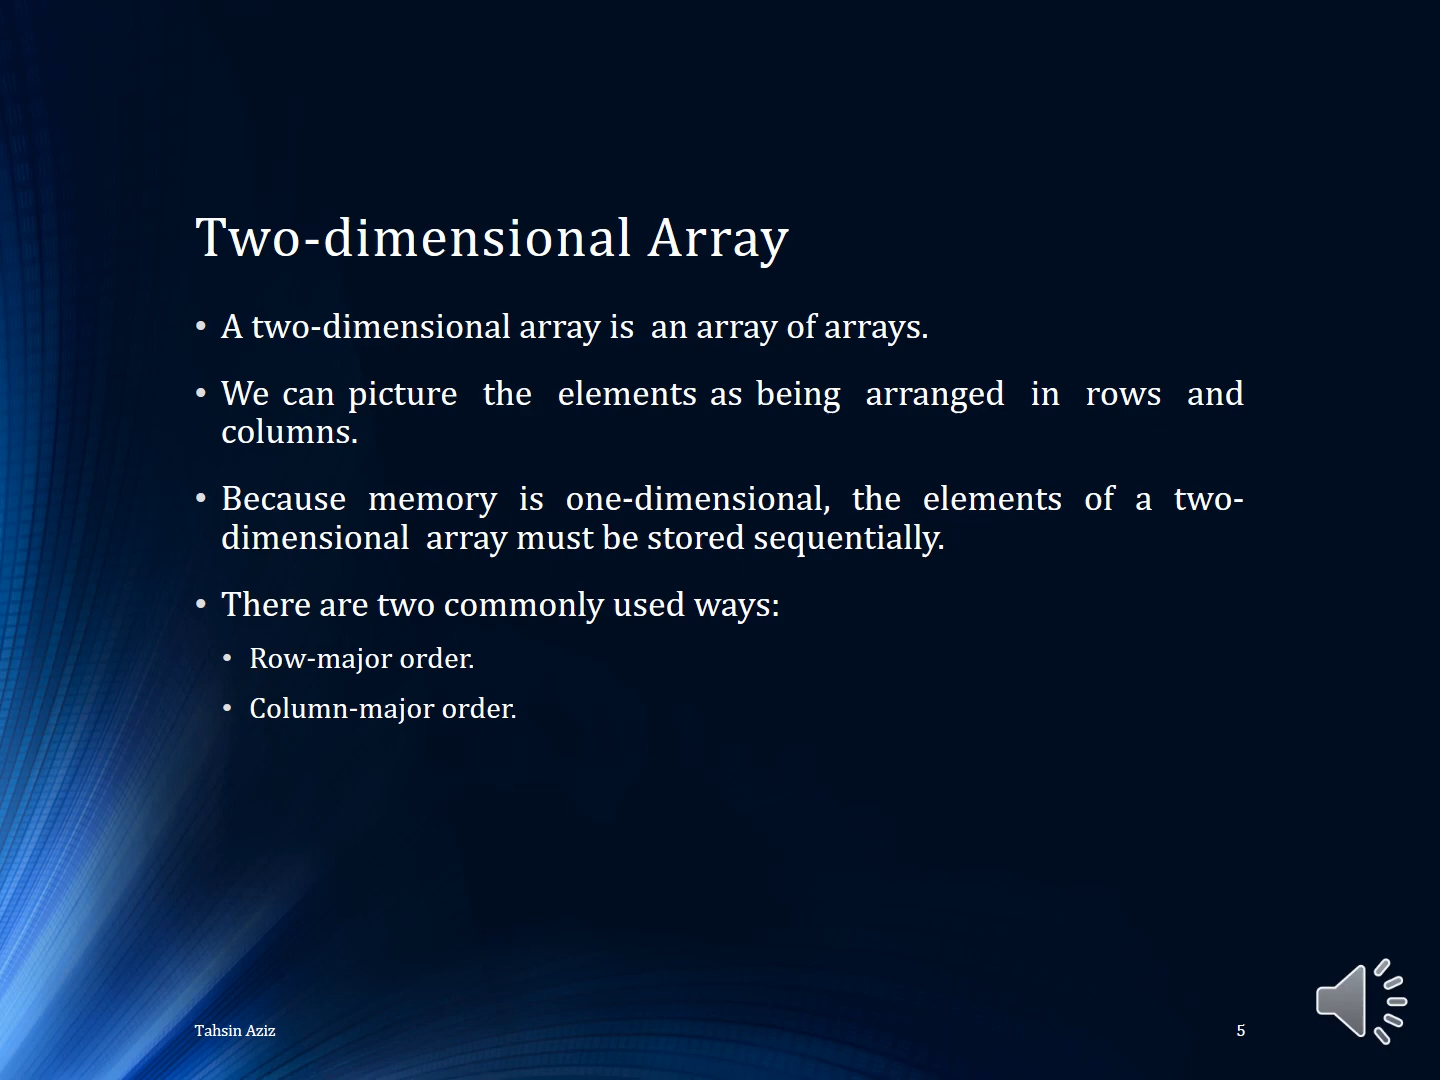 Two-dimensional Array
• A two-dimensional array is an array of arrays.
• We can picture the elements as being arranged in rows and
columns.
• Because memory is one-dimensional, the elements of a two-
dimensional array must be stored sequentially.
• There are two commonly used ways:
• Row-major order.
• Column-major order.
Tahsin Aziz
5